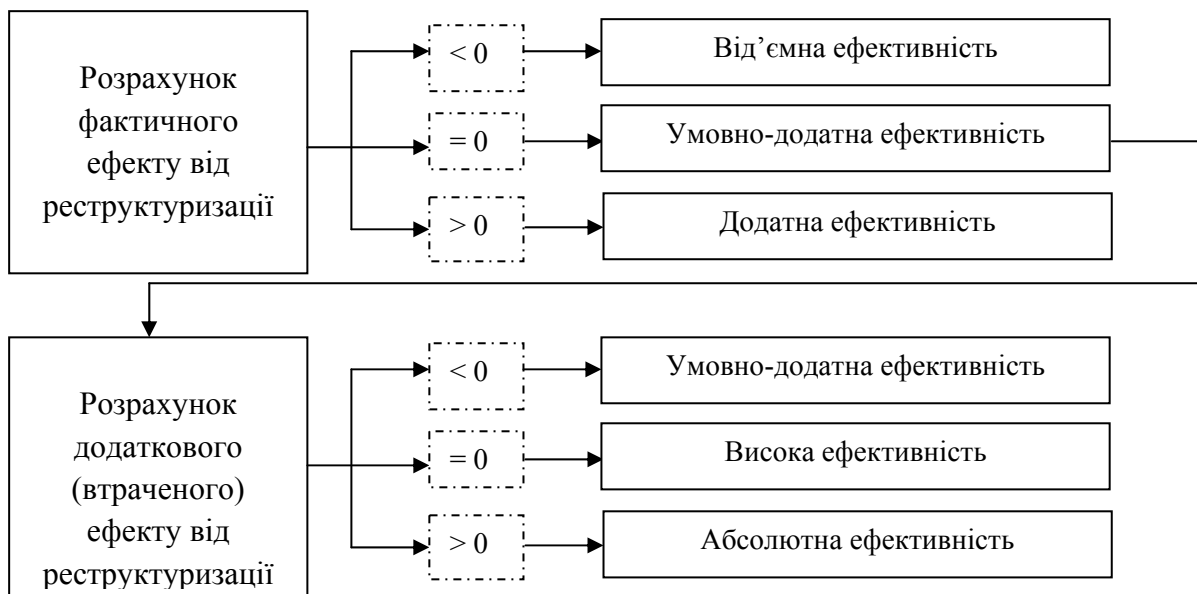 Розрахунок
фактичного
ефекту від
реструктуризації
< 0
Від’ємна ефективність
= 0
Умовно-додатна ефективність
> 0
Додатна ефективність
Розрахунок
додаткового
(втраченого)
ефекту від
реструктуризації
< 0
Умовно-додатна ефективність
= 0
Висока ефективність
> 0
Абсолютна ефективність